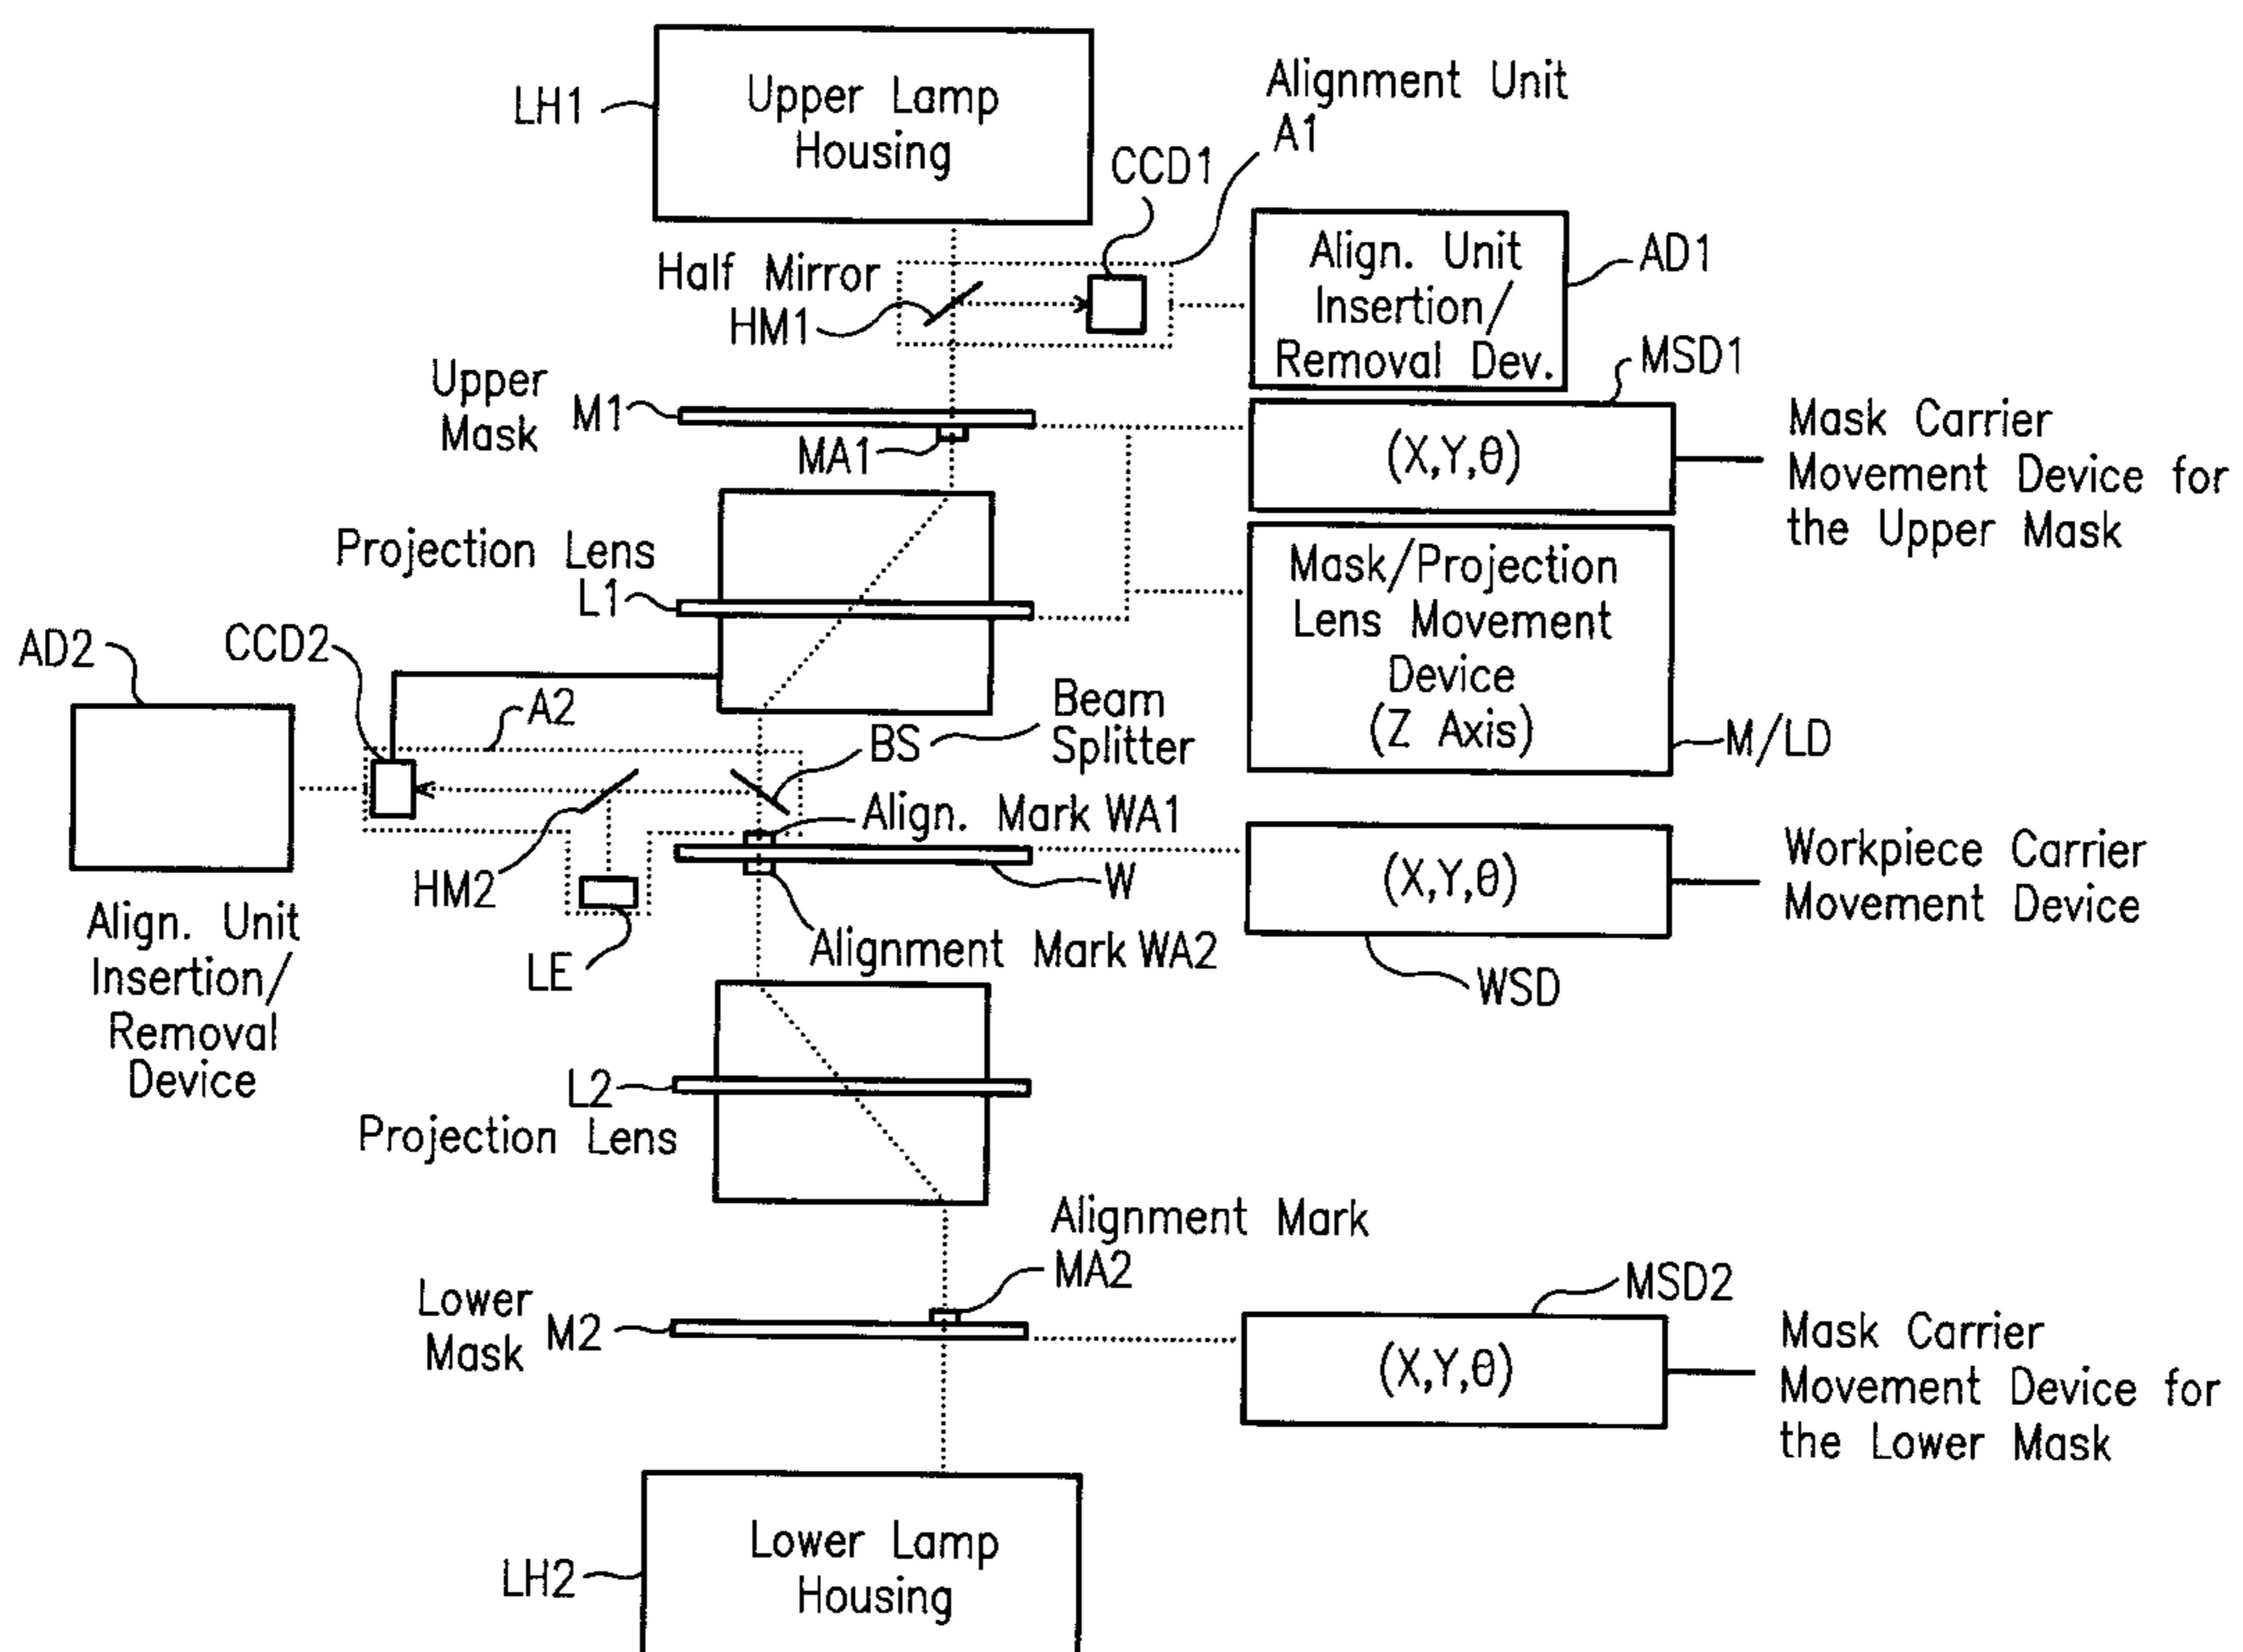 Upper Lamp
Housing
LH1
Alignment Unit
A1
CCD1
Half Mirror
HM1
Align. Unit
Insertion/
Removal Dev.
AD1
MSD1
Upper
Mask
M1
MA1
(X,Y,θ)
Mask Carrier
Movement Device for
the Upper Mask
Projection Lens
L1
Mask/Projection
Lens Movement
Device
(Z Axis)
M/LD
AD2
CCD2
A2
BS
Beam
Splitter
Align. Mark WA1
W
HM2
LE
Alignment Mark WA2
(X,Y,θ)
Workpiece Carrier
Movement Device
WSD
Align. Unit
Insertion/
Removal
Device
L2
Projection Lens
Alignment Mark
MA2
Lower
Mask
M2
MSD2
(X,Y,θ)
Mask Carrier
Movement Device for
the Lower Mask
Lower Lamp
Housing
LH2